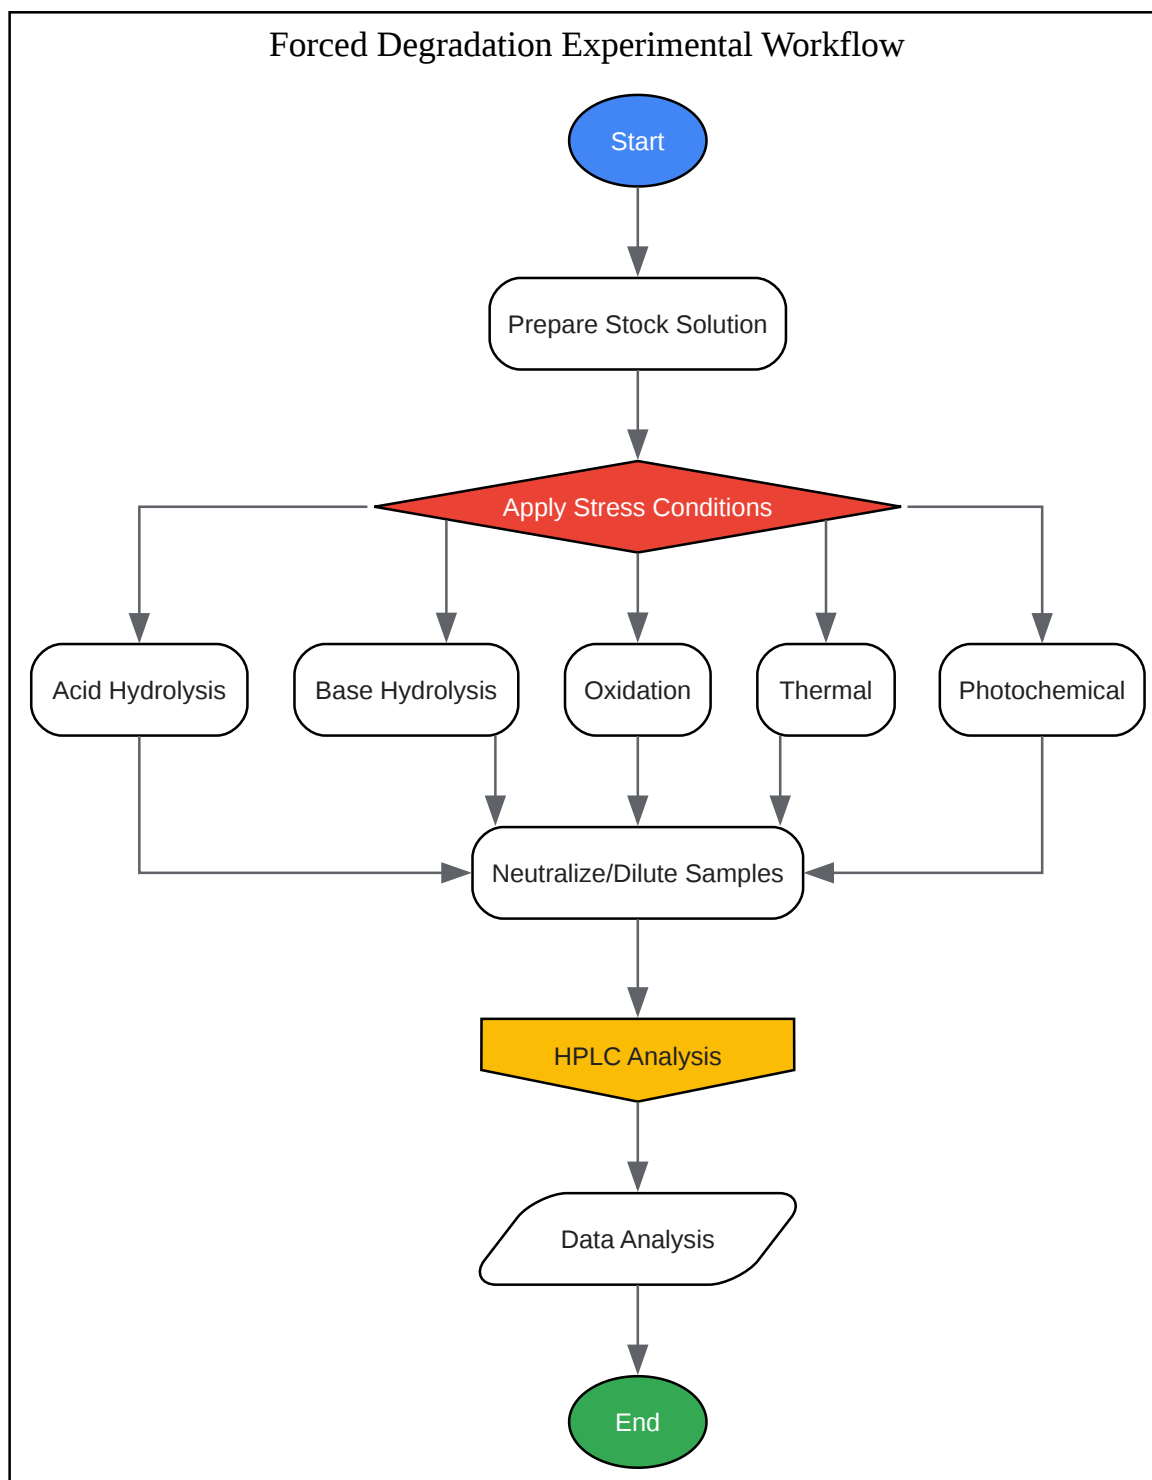 Forced Degradation Experimental Workflow
Start
Prepare Stock Solution
Apply Stress Conditions
Acid Hydrolysis
Base Hydrolysis
Oxidation
Thermal
Photochemical
Neutralize/Dilute Samples
HPLC Analysis
Data Analysis
End